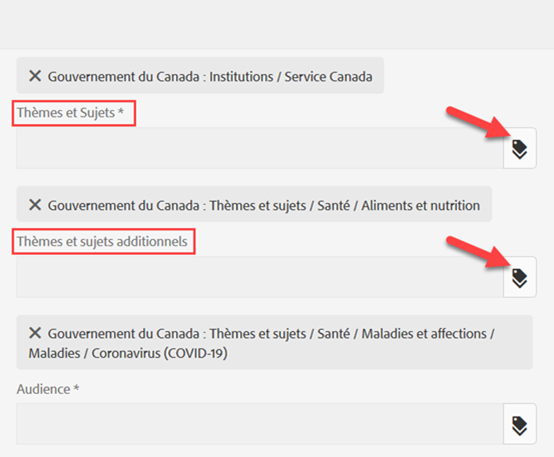 Gouvernement du Canada : Institutions / Service Canada
Thèmes et Sujets *
Gouvernement du Canada : Thèmes et sujets / Santé / Aliments et nutrition
Thèmes et sujets additionnels
Gouvernement du Canada : Thèmes et sujets / Santé / Maladies et affections /
Maladies / Coronavirus (COVID-19)
Audience *